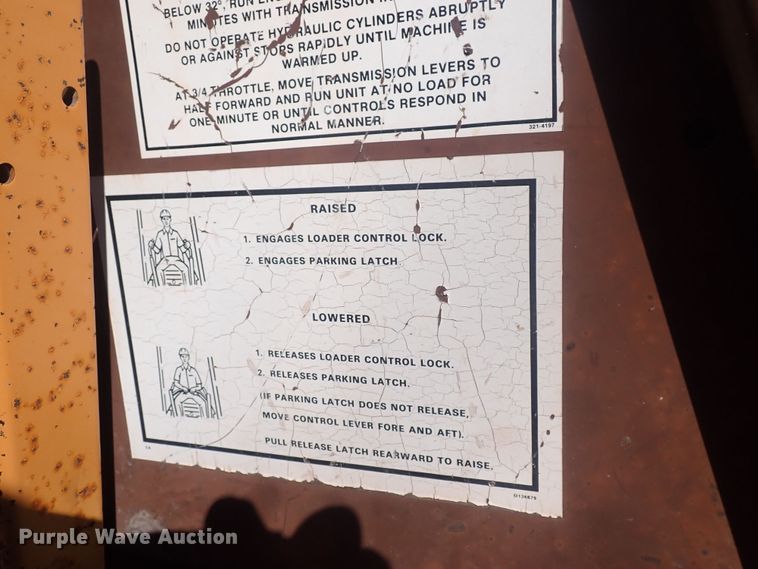 BELOW 32°, RUN
MINUTES WITH TRANSMISSION
DO NOT OPERATE HYDRAULIC CYLINDERS ABRUPTLY
OR AGAINST STOPS RAPIDLY UNTIL MACHINE IS
WARMED UP.
AT 3/4 THROTTLE, MOVE TRANSMISSION LEVERS TO
HALF FORWARD AND RUN UNIT AT NO LOAD FOR
ONE MINUTE OR UNTIL CONTROLS RESPOND IN
NORMAL MANNER.
321-4197
RAISED
1. ENGAGES LOADER CONTROL LOCK.
2. ENGAGES PARKING LATCH.
LOWERED
1. RELEASES LOADER CONTROL LOCK.
2. RELEASES PARKING LATCH.
(IF PARKING LATCH DOES NOT RELEASE,
MOVE CONTROL LEVER FORE AND AFT).
PULL RELEASE LATCH REARWARD TO RAISE.
Purple Wave Auction